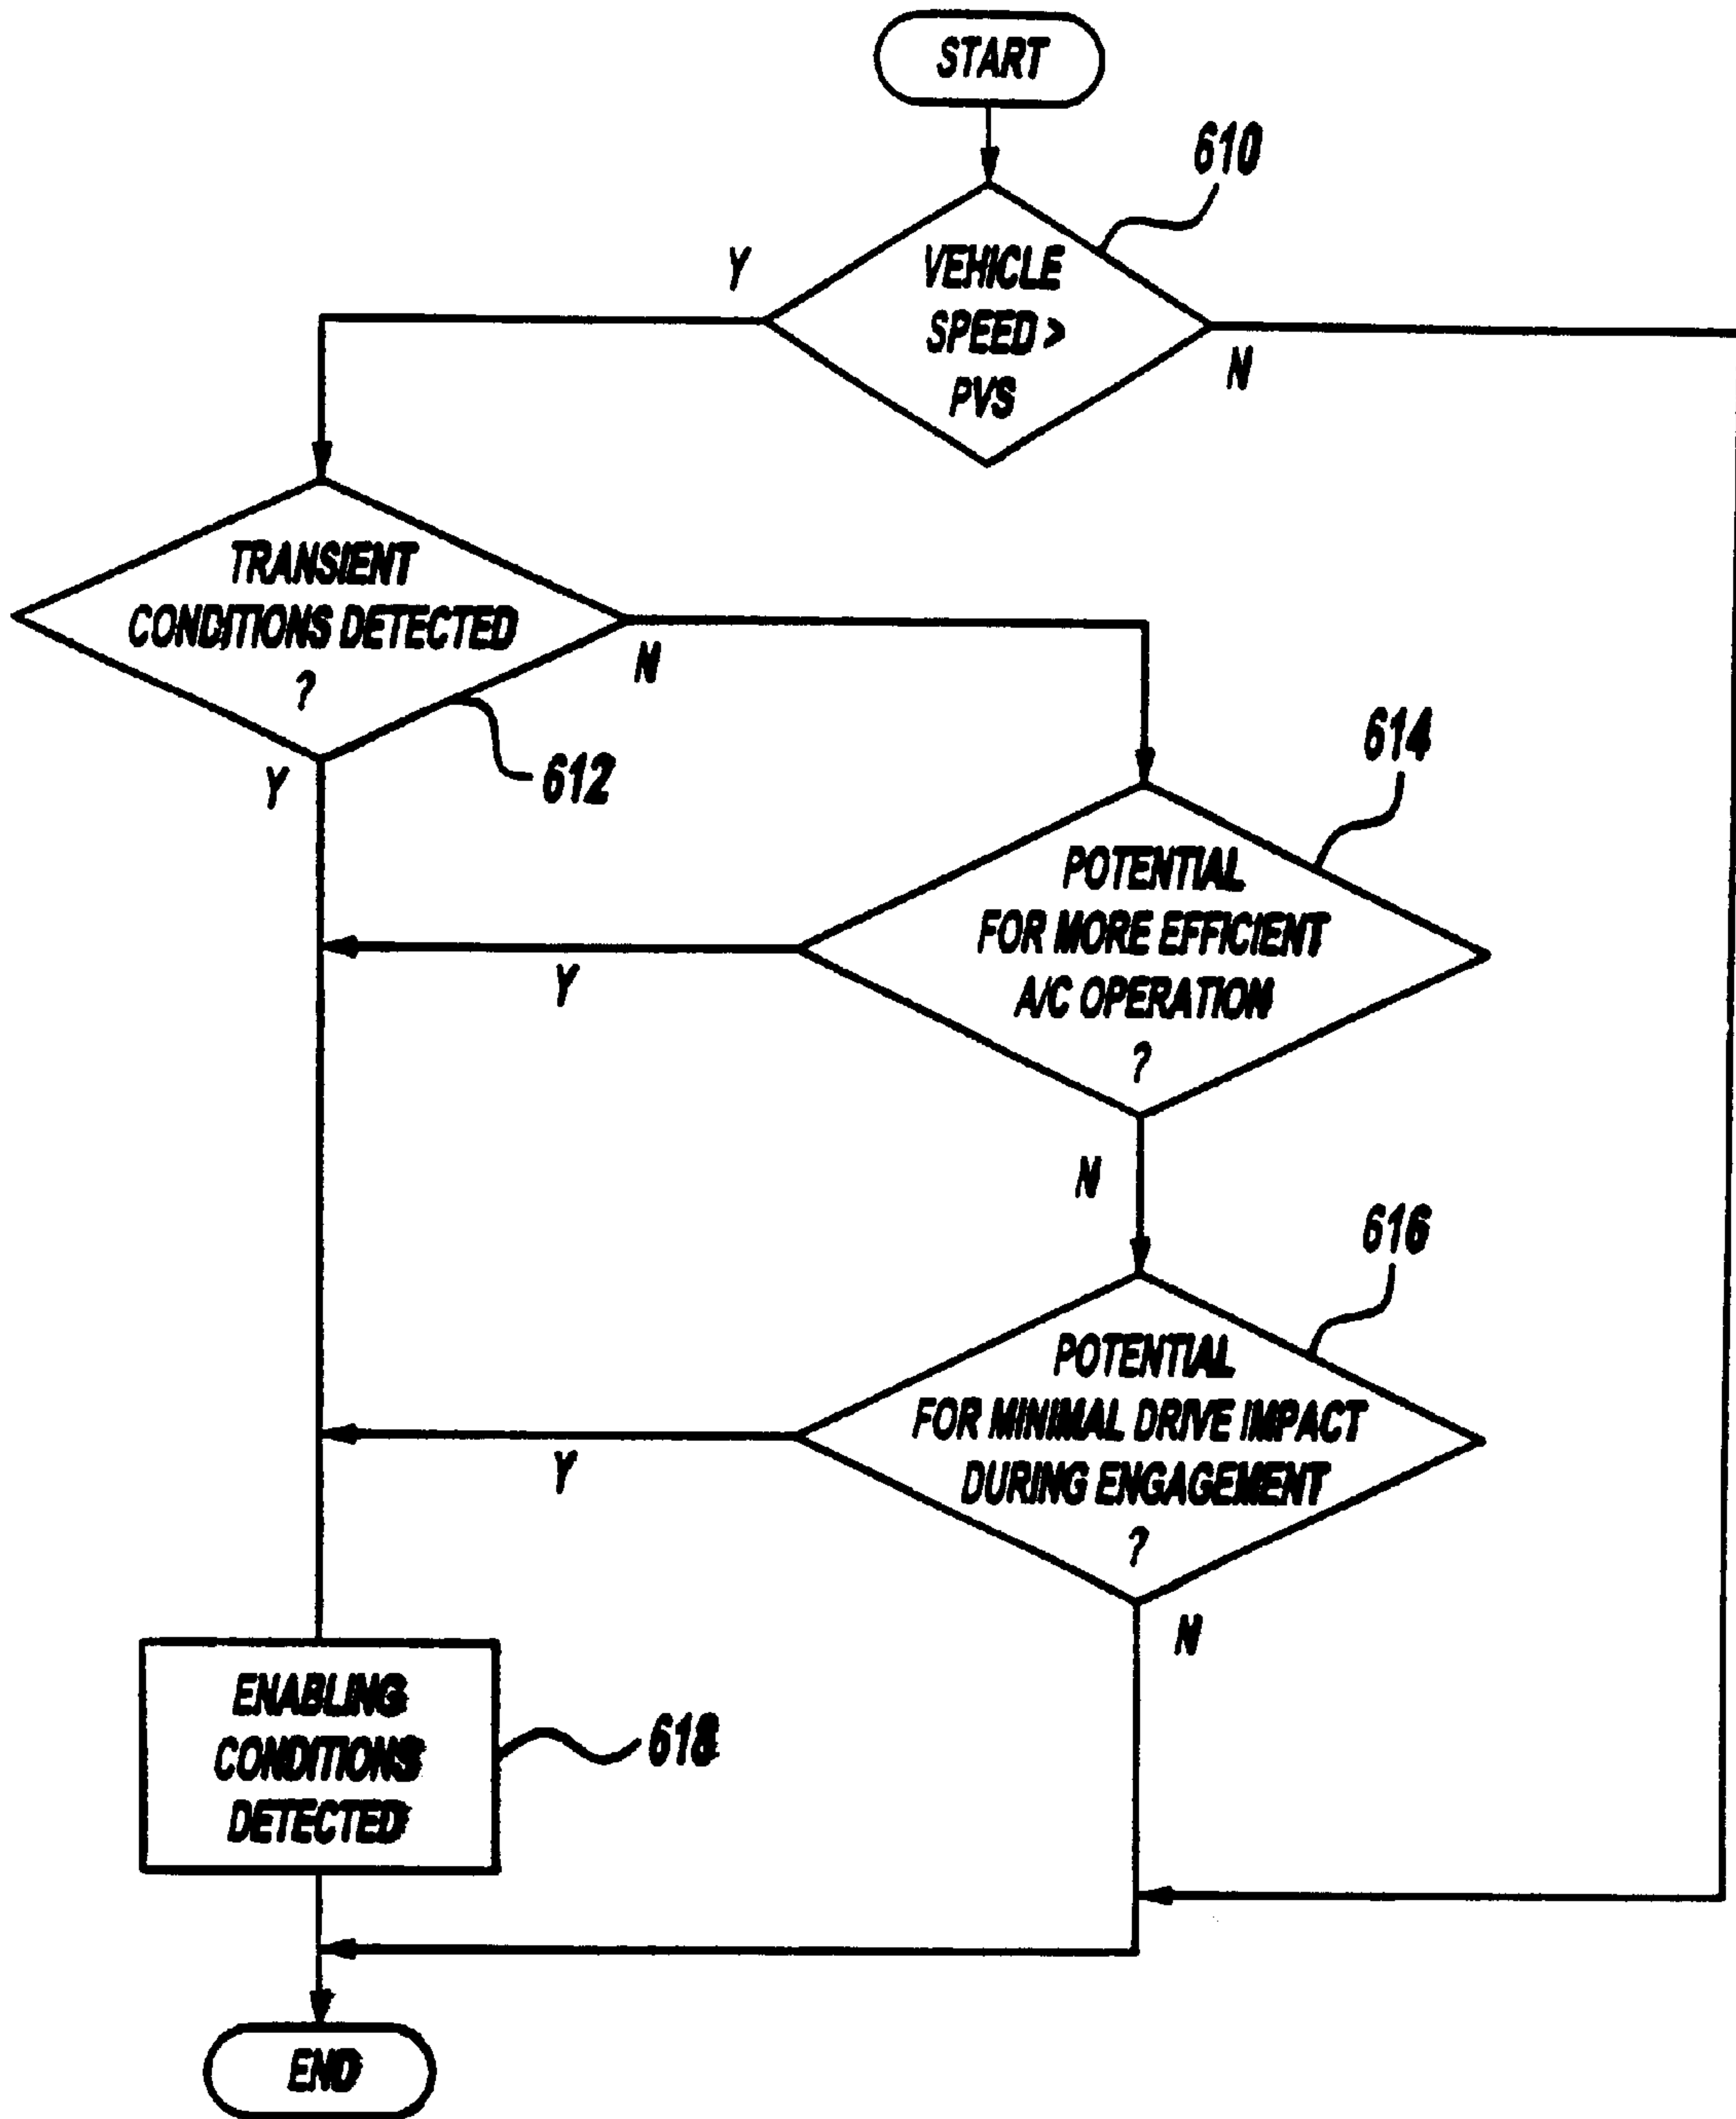 START
610
Y
VEHICLE
SPEED >
PVS
N
TRANSIENT
CONDITIONS DETECTED
?
N
Y
612
614
POTENTIAL
FOR MORE EFFICIENT
A/C OPERATION
?
Y
N
616
POTENTIAL
FOR MINIMAL DRIVE IMPACT
DURING ENGAGEMENT
?
Y
N
ENABLING
CONDITIONS
DETECTED
618
END